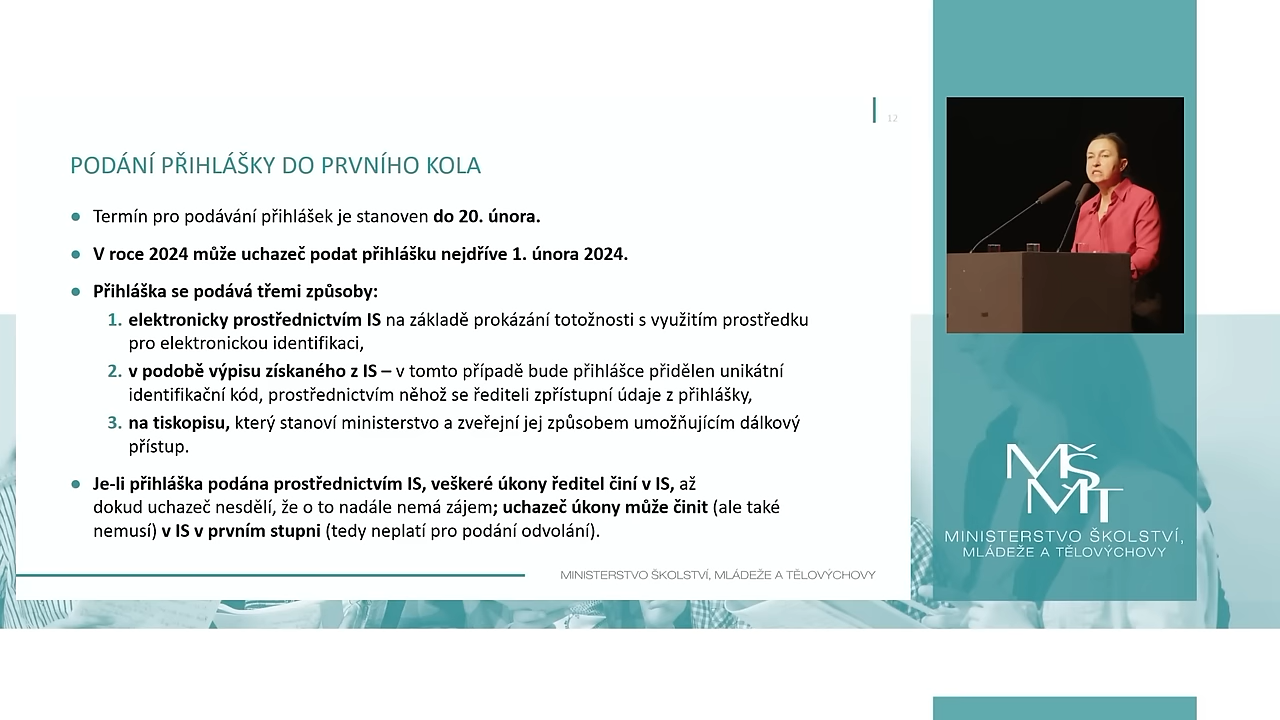 12
PODÁNÍ PŘIHLÁŠKY DO PRVNÍHO KOLA
● Termín pro podávání přihlášek je stanoven do 20. února.
● V roce 2024 může uchazeč podat přihlášku nejdříve 1. února 2024.
● Přihláška se podává třemi způsoby:
1. elektronicky prostřednictvím IS na základě prokázání totožnosti s využitím prostředku
pro elektronickou identifikaci,
2. v podobě výpisu získaného z IS – v tomto případě bude přihlášce přidělen unikátní
identifikační kód, prostřednictvím něhož se řediteli zpřístupní údaje z přihlášky,
3. na tiskopisu, který stanoví ministerstvo a zveřejní jej způsobem umožňujícím dálkový
přístup.
● Je-li přihláška podána prostřednictvím IS, veškeré úkony ředitel činí v IS, až
dokud uchazeč nesdělí, že o to nadále nemá zájem; uchazeč úkony může činit (ale také
nemusí) v IS v prvním stupni (tedy neplatí pro podání odvolání).
MINISTERSTVO ŠKOLSTVÍ, MLÁDEŽE A TĚLOVÝCHOVY
MŠ
MT
MINISTERSTVO ŠKOLSTVÍ,
MLÁDEŽE A TĚLOVÝCHOVY